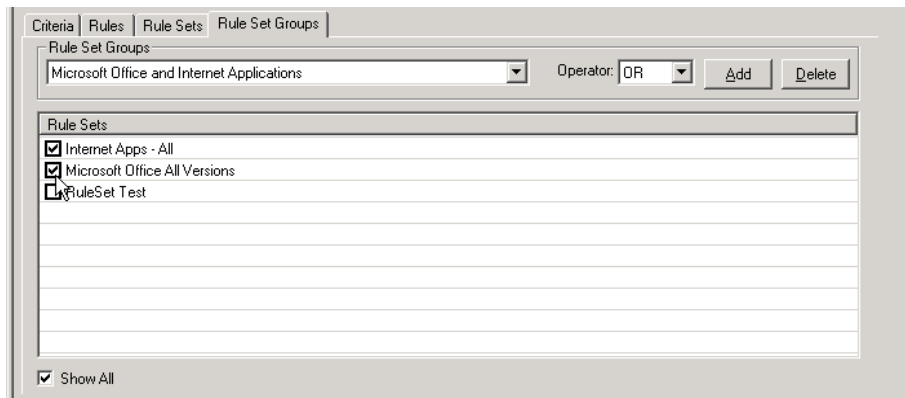 Criteria Rules Rule Sets Rule Set Groups
Rule Set Groups
Microsoft Office and Internet Applications Operator: OR Add Delete
Rule Sets
Internet Apps - All
Microsoft Office All Versions
RuleSet Test
Show All